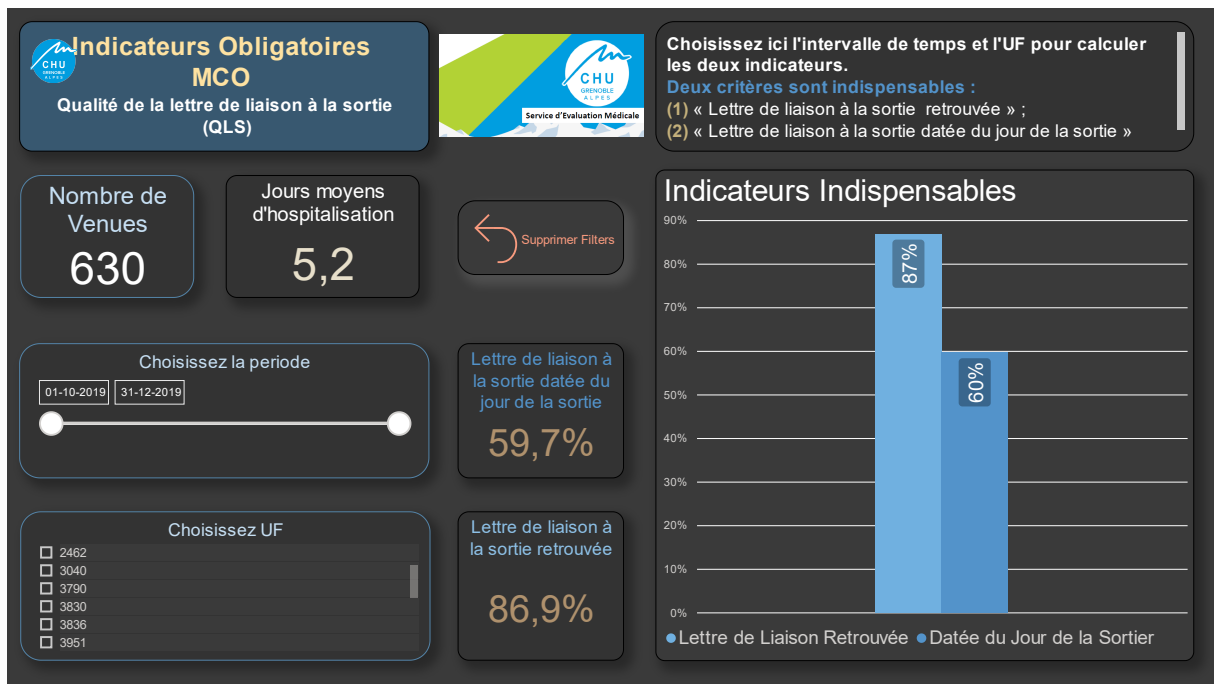 Indicateurs Obligatoires
MCO
Qualité de la lettre de liaison à la sortie
(QLS)
CHU
GRENOBLE
ALPES
CHU
GRENOBLE
ALPES
Service d'Evaluation Médicale
Choisissez ici l'intervalle de temps et l'UF pour calculer
les deux indicateurs.
Deux critères sont indispensables :
(1) « Lettre de liaison à la sortie retrouvée » ;
(2) « Lettre de liaison à la sortie datée du jour de la sortie »
Nombre de
Venues
630
Jours moyens
d'hospitalisation
5,2
Supprimer Filters
Choisissez la periode
01-10-2019 31-12-2019
Lettre de liaison à
la sortie datée du
jour de la sortie
59,7%
Choisissez UF
2462
3040
3790
3830
3836
3951
Lettre de liaison à
la sortie retrouvée
86,9%
Indicateurs Indispensables
90%
80%
70%
60%
50%
40%
30%
20%
10%
0%
87%
60%
Lettre de Liaison Retrouvée Datée du Jour de la Sortier